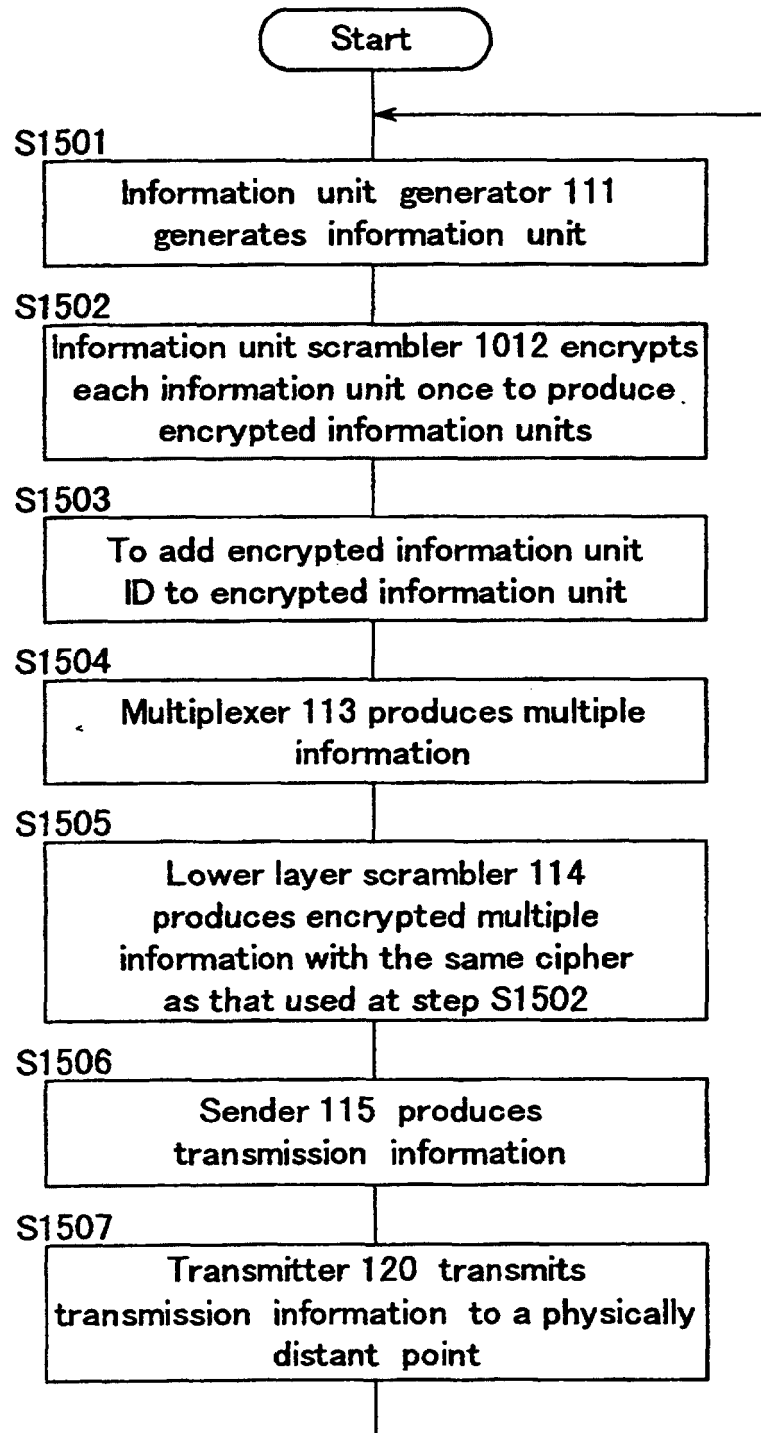 Start
S1501
Information unit generator 111
generates information unit
S1502
Information unit scrambler 1012 encrypts
each information unit once to produce
encrypted information units
S1503
To add encrypted information unit
ID to encrypted information unit
S1504
Multiplexer 113 produces multiple
information
S1505
Lower layer scrambler 114
produces encrypted multiple
information with the same cipher
as that used at step S1502
S1506
Sender 115 produces
transmission information
S1507
Transmitter 120 transmits
transmission information to a physically
distant point